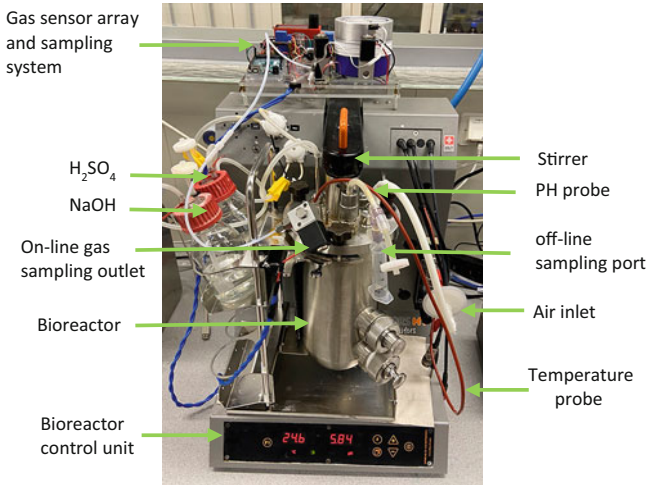 Gas sensor array
and sampling
system
H₂SO₄
NaOH
On-line gas
sampling outlet
Bioreactor
Bioreactor
control unit
Stirrer
PH probe
off-line
sampling port
Air inlet
Temperature
probe
24.6
5.84